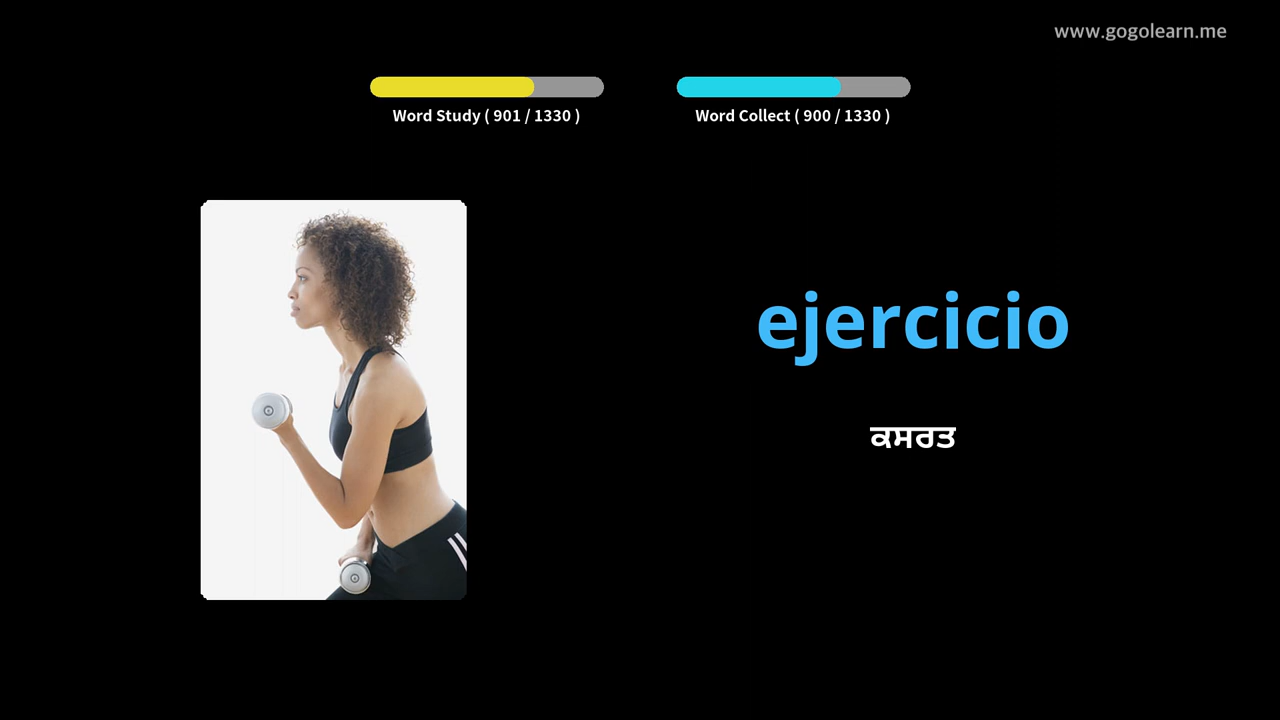 www.gogolearn.me
Word Study ( 901 / 1330 )
Word Collect ( 900 / 1330 )
ejercicio
ਕਸਰਤ